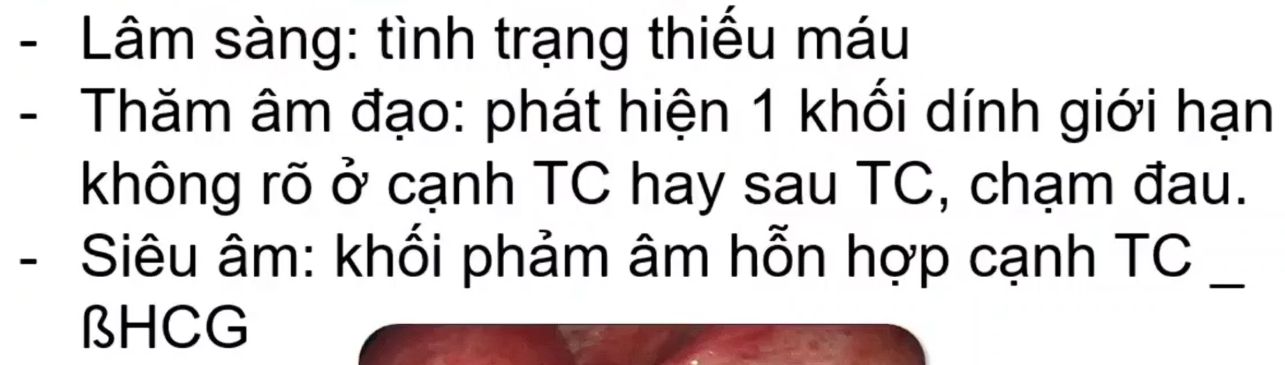 - Lâm sàng: tình trạng thiếu máu
- Thăm âm đạo: phát hiện 1 khối dính giới hạn
không rõ ở cạnh TC hay sau TC, chạm đau.
- Siêu âm: khối phảm âm hỗn hợp cạnh TC _
ßHCG